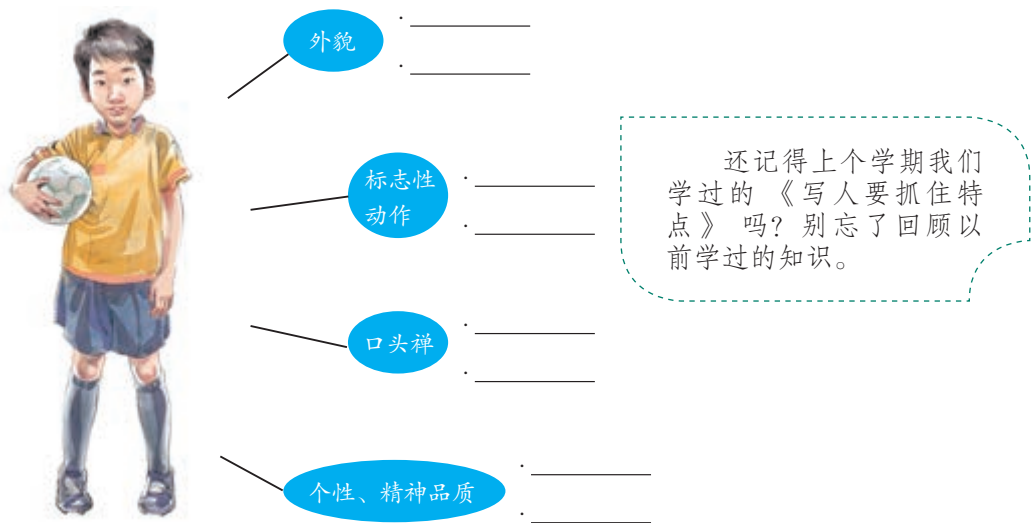 外貌
标志性
动作
口头禅
个性、精神品质
还记得上个学期我们
学过的《写人要抓住特
点》吗？别忘了回顾以
前学过的知识。